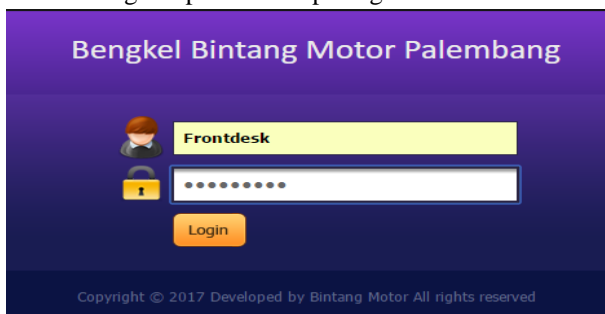 Bengkel Bintang Motor Palembang
Frontdesk
•••••••••
Login
Copyright © 2017 Developed by Bintang Motor All rights reserved